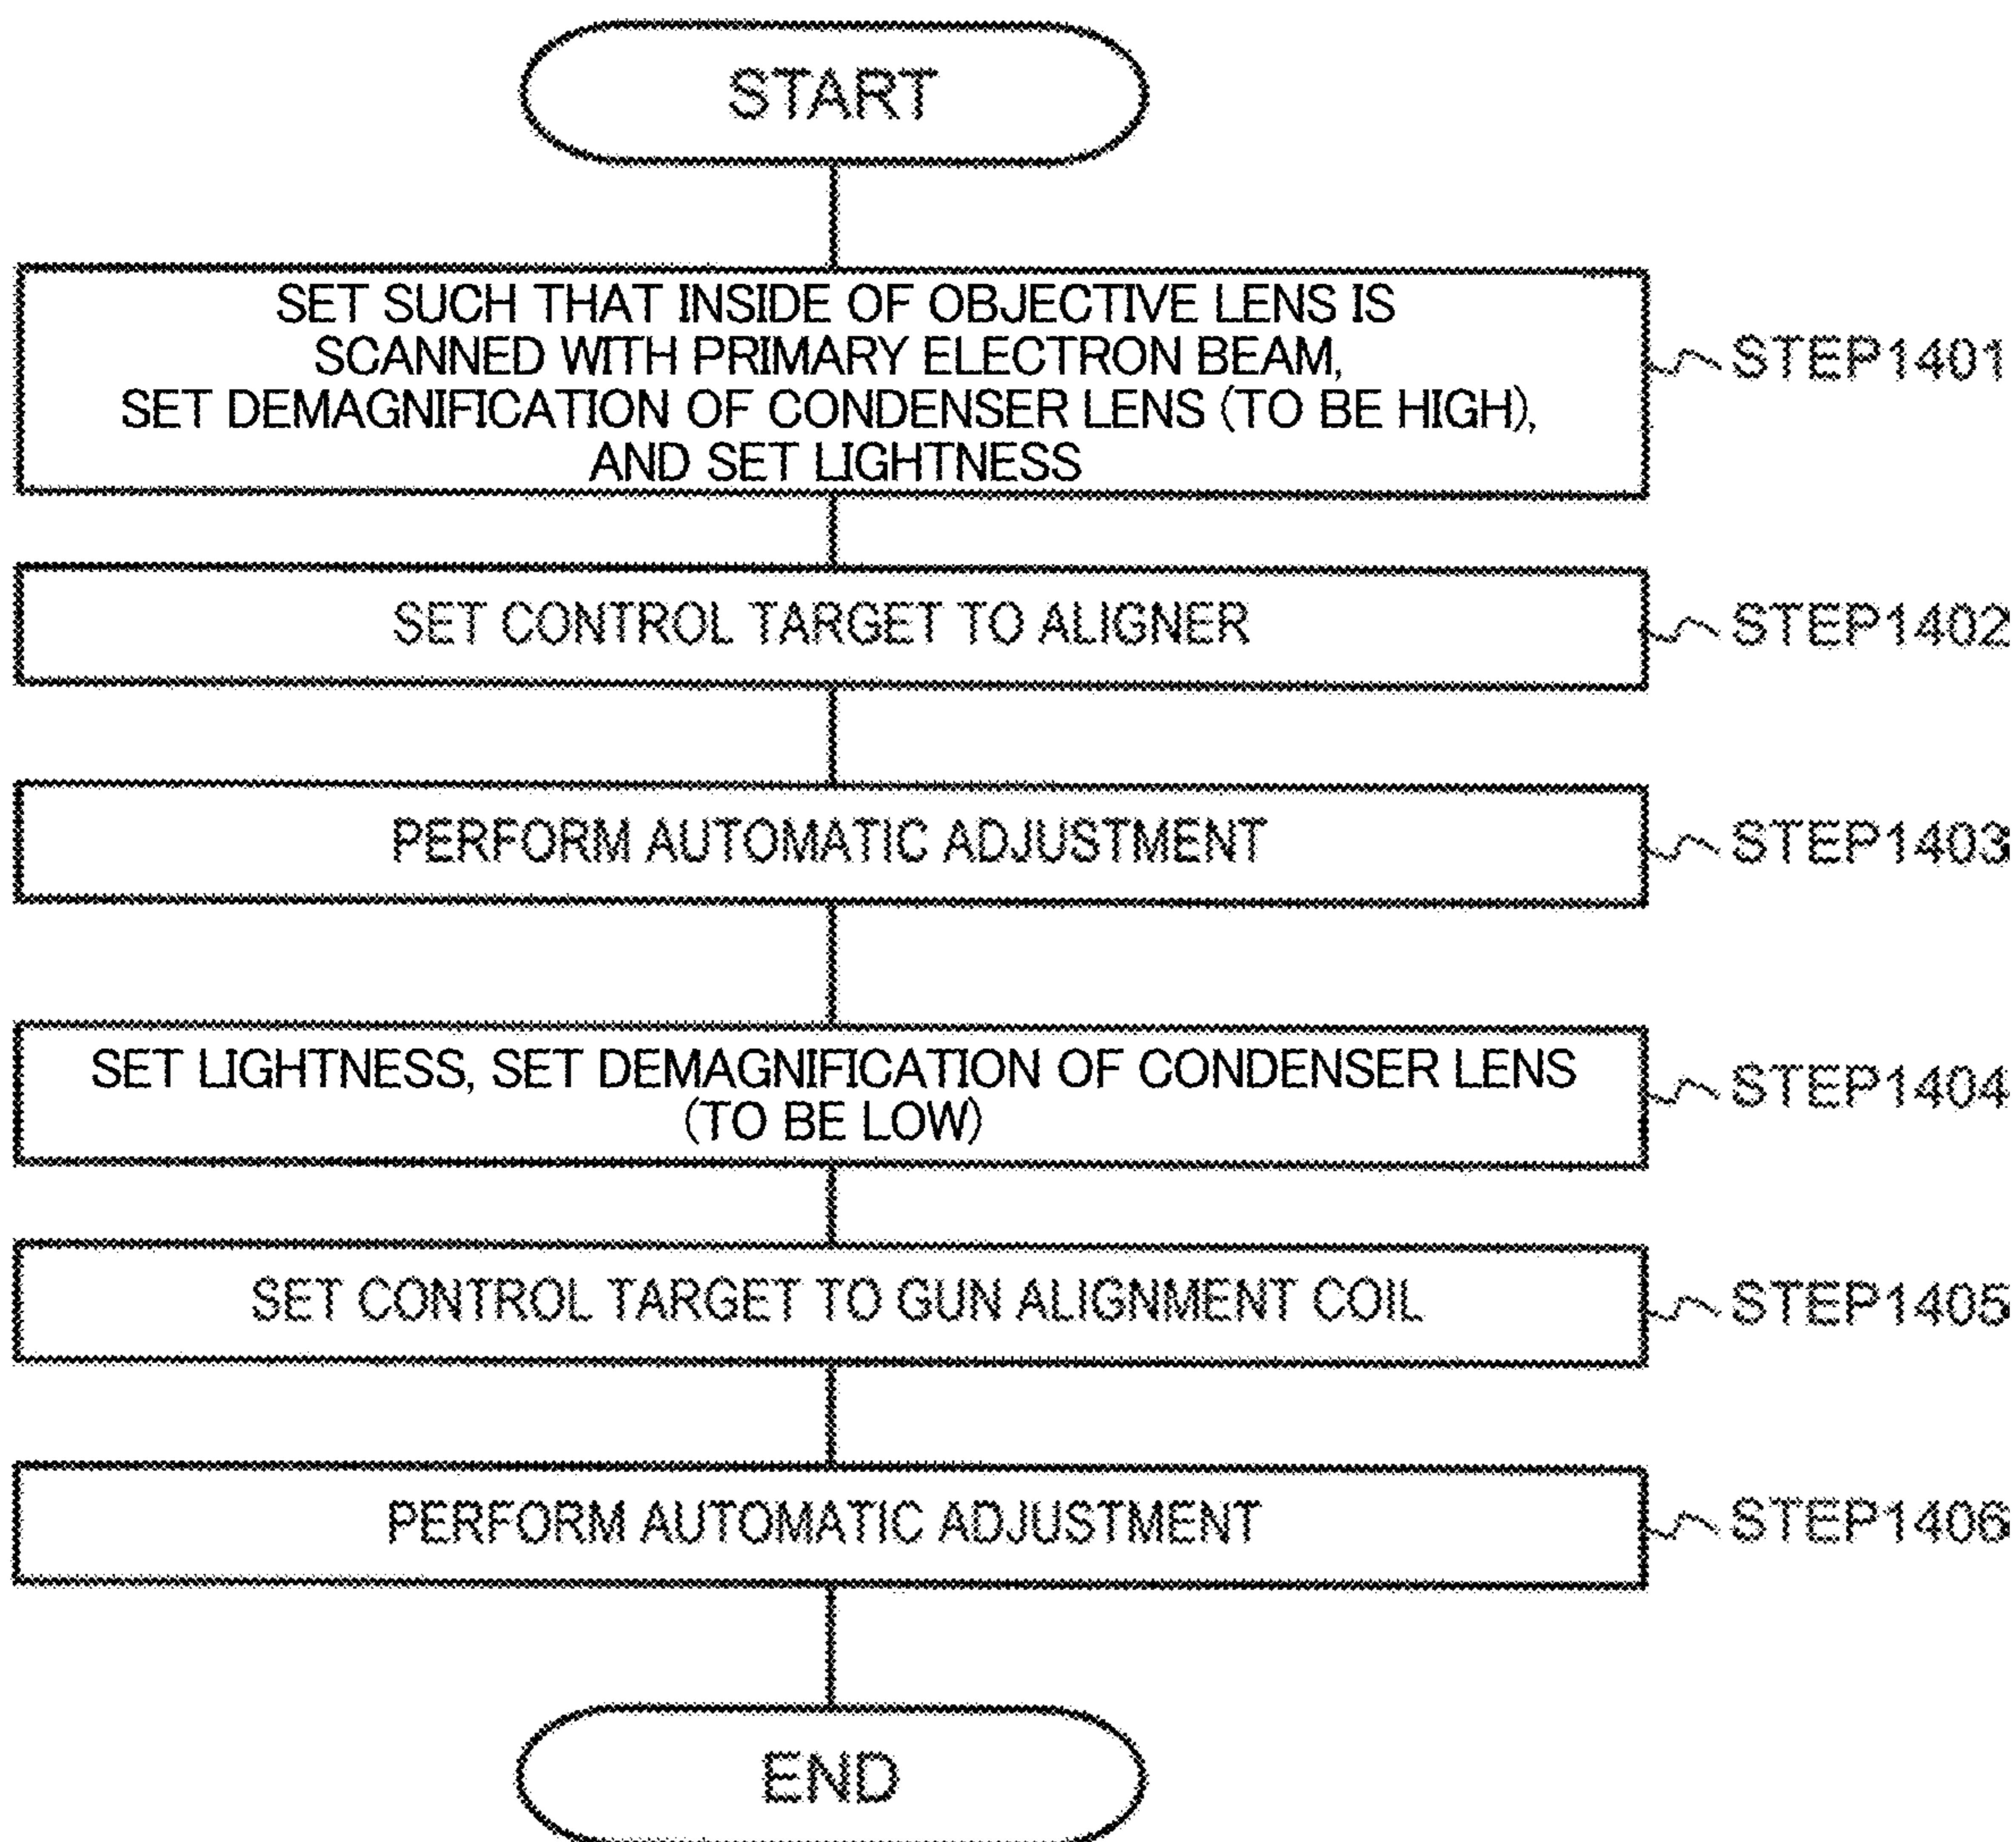 START
SET SUCH THAT INSIDE OF OBJECTIVE LENS IS
SCANNED WITH PRIMARY ELECTRON BEAM,
SET DEMAGNIFICATION OF CONDENSER LENS (TO BE HIGH),
AND SET LIGHTNESS
STEP1401
SET CONTROL TARGET TO ALIGNER
STEP1402
PERFORM AUTOMATIC ADJUSTMENT
STEP1403
SET LIGHTNESS, SET DEMAGNIFICATION OF CONDENSER LENS
(TO BE LOW)
STEP1404
SET CONTROL TARGET TO GUN ALIGNMENT COIL
STEP1405
PERFORM AUTOMATIC ADJUSTMENT
STEP1406
END